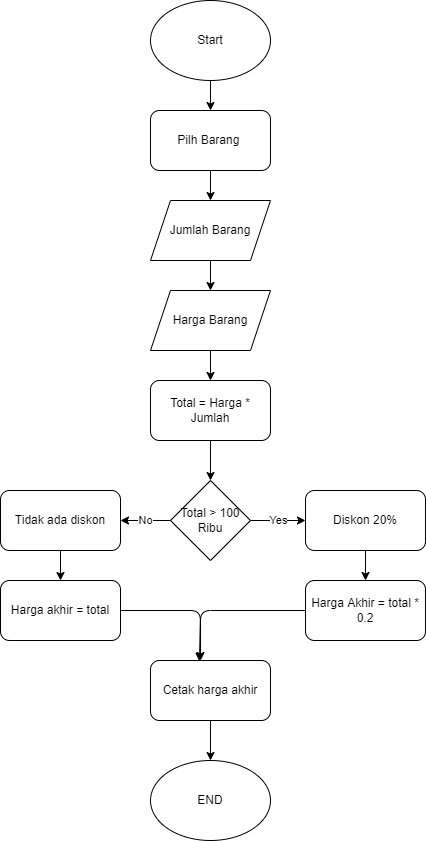 Start
Pilh Barang
Jumlah Barang
Harga Barang
Total = Harga *
Jumlah
Total > 100
Ribu
No
Yes
Tidak ada diskon
Diskon 20%
Harga akhir = total
Harga Akhir = total *
0.2
Cetak harga akhir
END